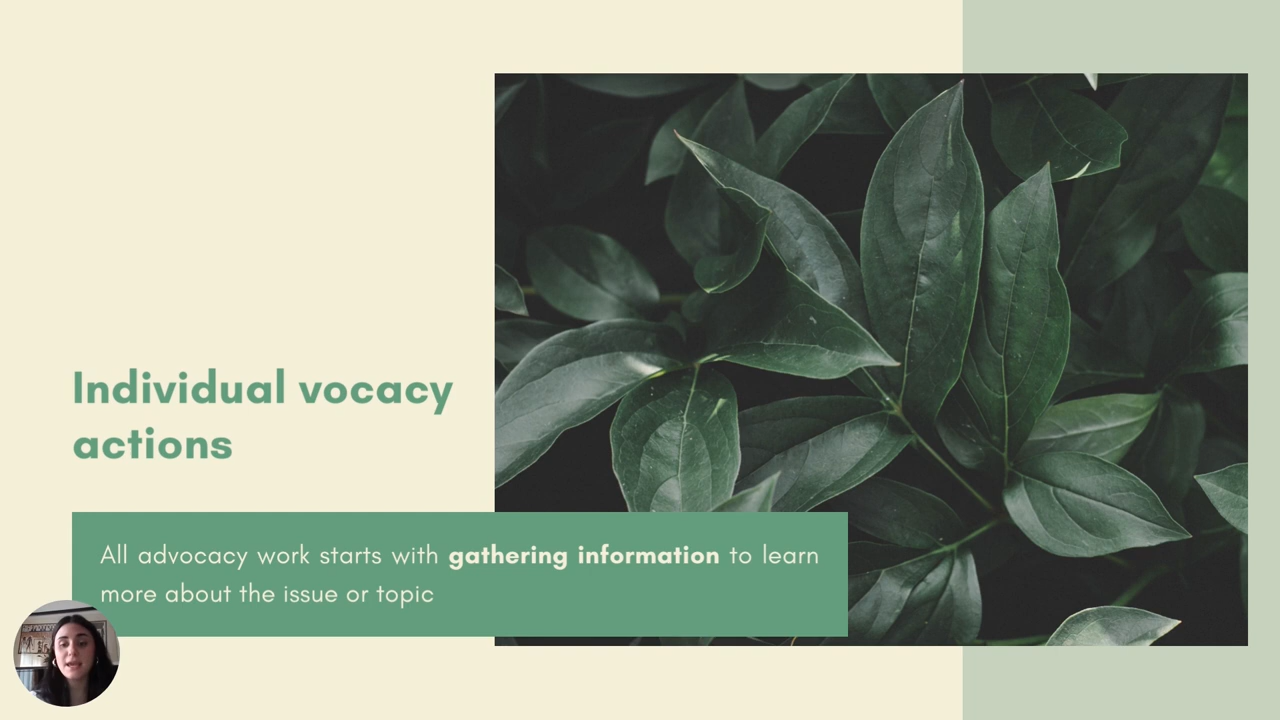 Individual vocacy
actions
All advocacy work starts with gathering information to learn
more about the issue or topic